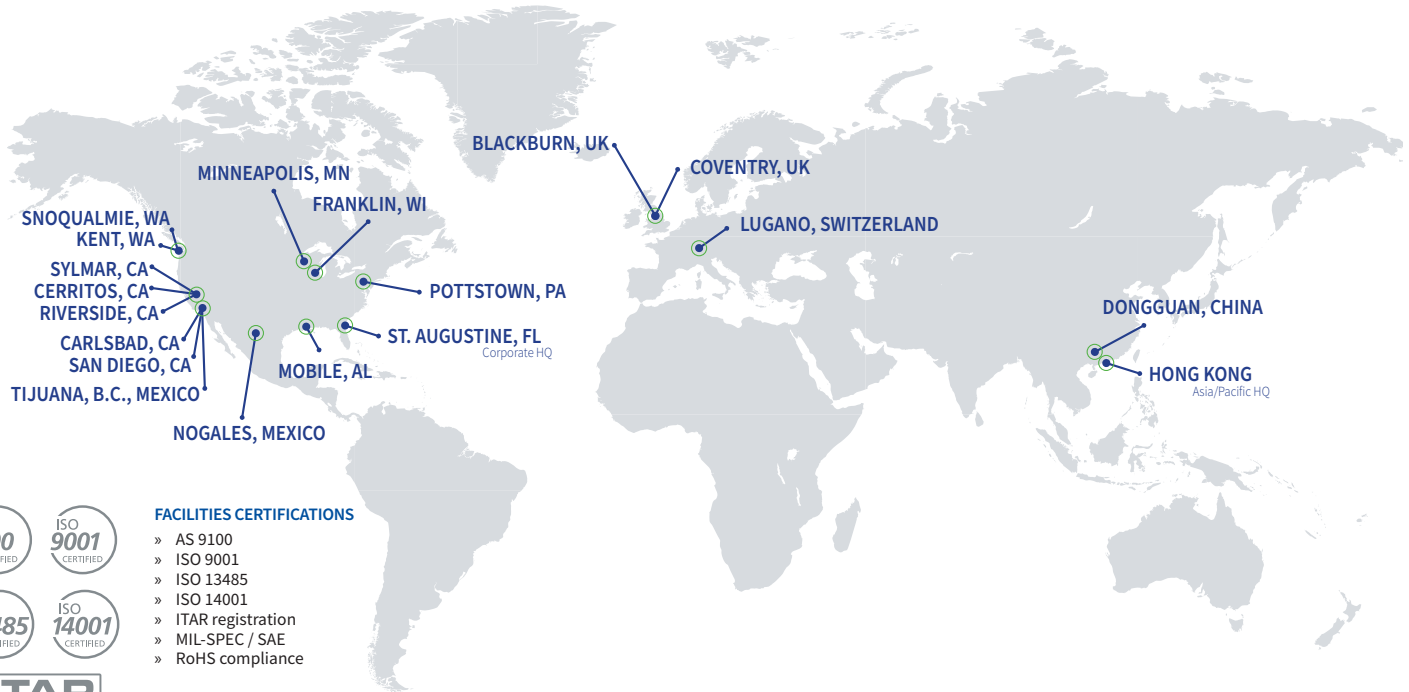 BLACKBURN, UK
COVENTRY, UK
MINNEAPOLIS, MN
FRANKLIN, WI
SNOQUALMIE, WA
KENT, WA
LUGANO, SWITZERLAND
SYLMAR, CA
CERRITOS, CA
RIVERSIDE, CA
POTTSTOWN, PA
DONGGUAN, CHINA
CARLSBAD, CA
SAN DIEGO, CA
ST. AUGUSTINE, FL
Corporate HQ
MOBILE, AL
HONG KONG
Asia/Pacific HQ
TIJUANA, B.C., MEXICO
NOGALES, MEXICO
ISO
9001
CERTIFIED
ISO
14001
CERTIFIED
FACILITIES CERTIFICATIONS
» AS 9100
» ISO 9001
» ISO 13485
» ISO 14001
» ITAR registration
» MIL-SPEC / SAE
» RoHS compliance